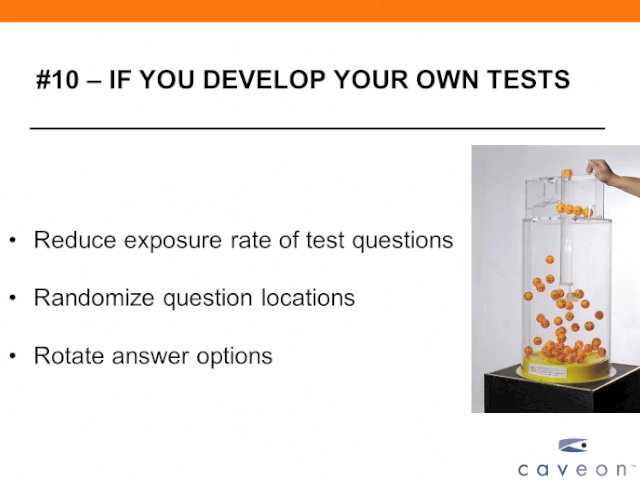 #10 – IF YOU DEVELOP YOUR OWN TESTS
• Reduce exposure rate of test questions
• Randomize question locations
• Rotate answer options
caveon™